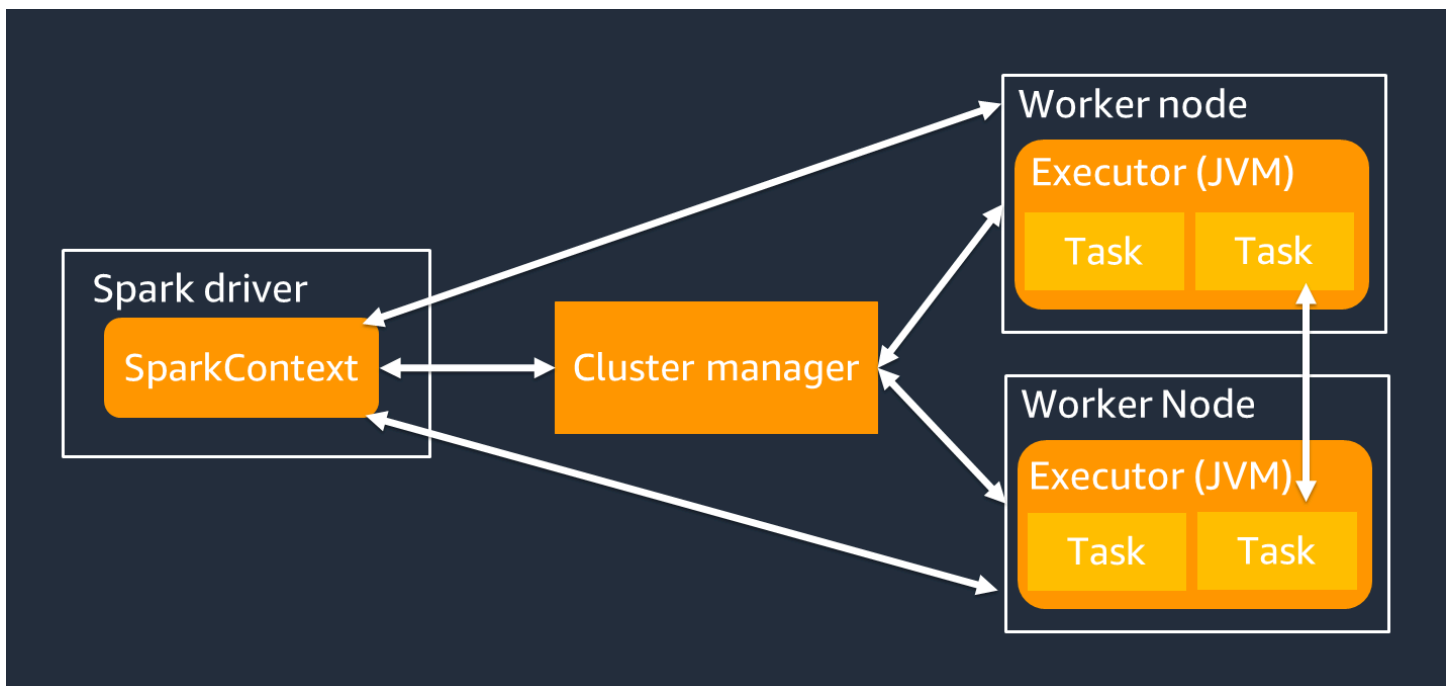 Spark driver
SparkContext
Cluster manager
Worker node
Executor (JVM)
Task Task
Worker Node
Executor (JVM)
Task Task